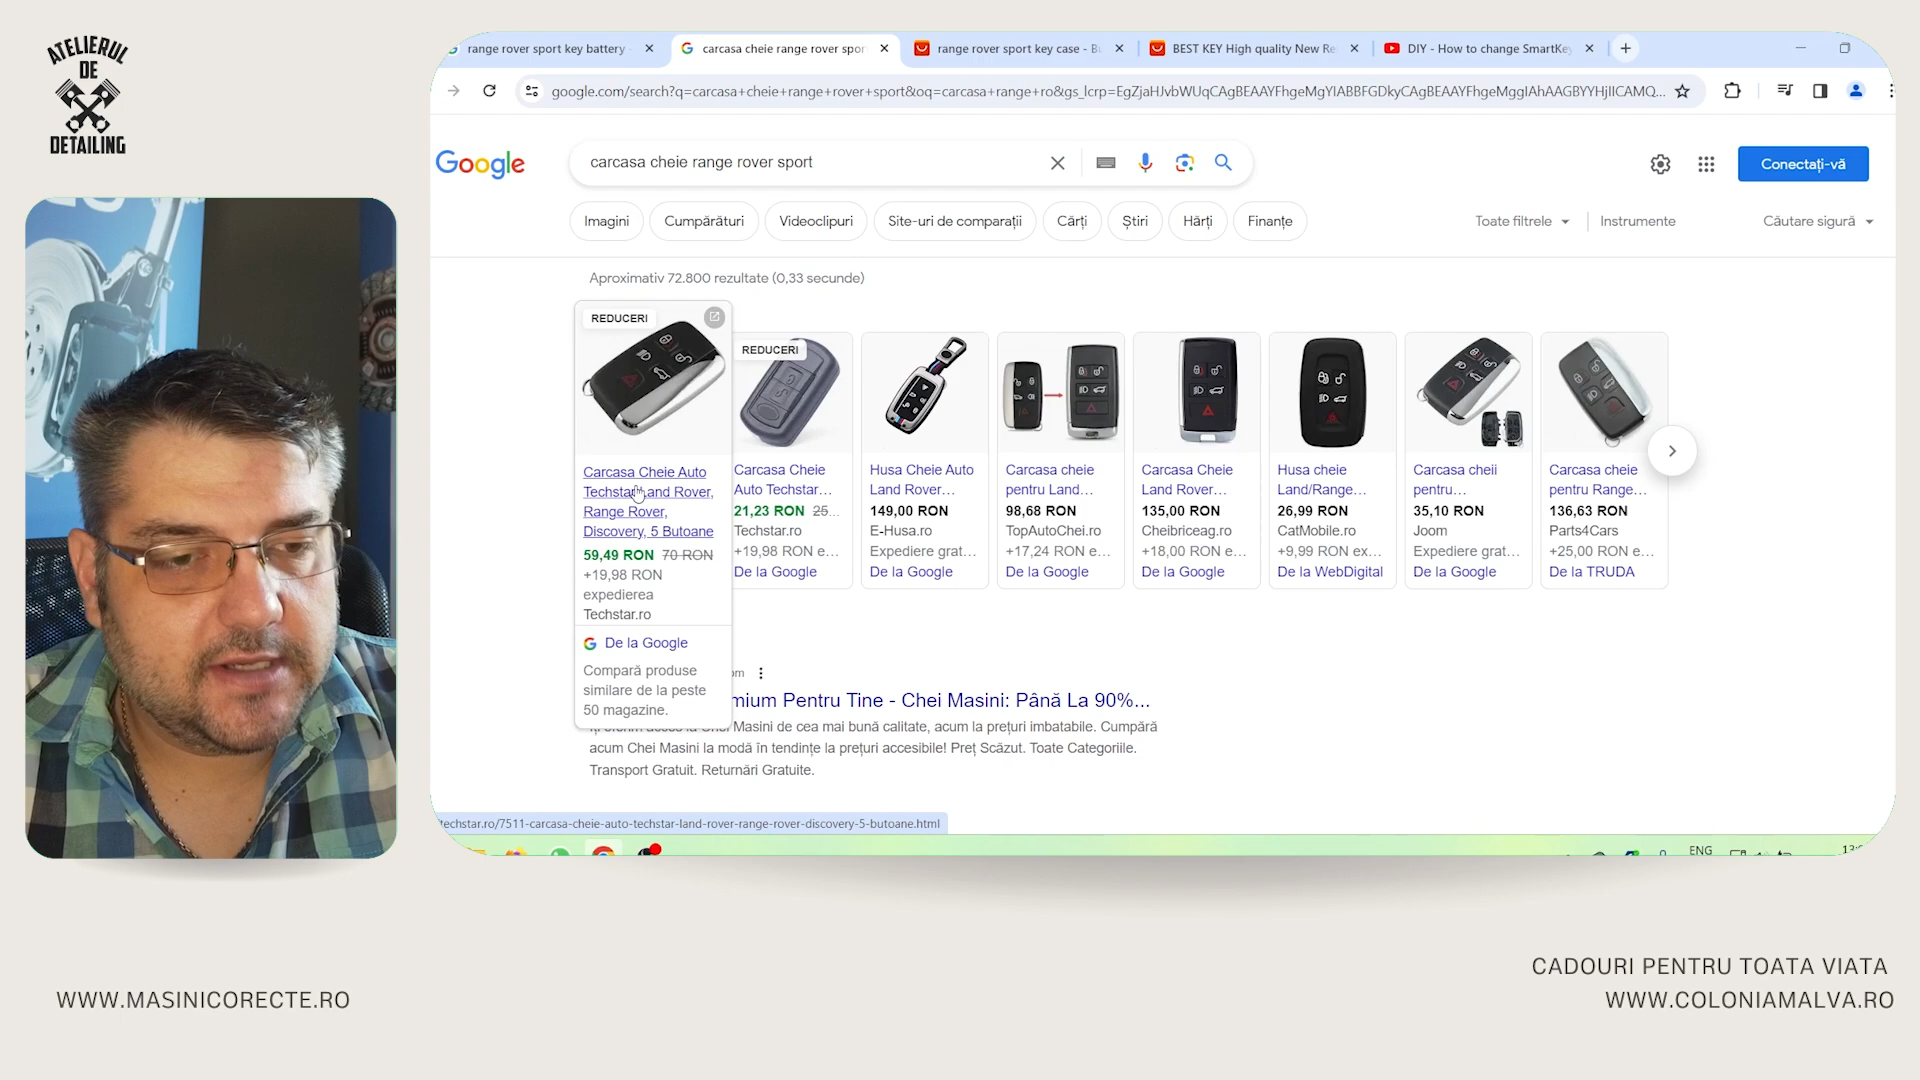 ATELIERUL
DE
DETAILING
range rover sport key battery
carcasa cheie range rover spor
range rover sport key case - B
BEST KEY High quality New Re
DIY - How to change SmartKey
google.com/search?q=carcasa+cheie+range+rover+sport&oq=carcasa+range+ro&gs_lcrp=EgZjaHJvbWUqCAgBEAAYFhgeMgYIABBFGDkyCAgBEAAYFhgeMggIAhAAGBYYHjIICAMQ...
Google
carcasa cheie range rover sport
Conectați-vă
Imagini
Cumpărături
Videoclipuri
Site-uri de comparații
Cărți
Știri
Hărți
Finanțe
Toate filtrele
Instrumente
Căutare sigură
Aproximativ 72.800 rezultate (0,33 secunde)
REDUCERI
Carcasa Cheie Auto
Techstar Land Rover,
Range Rover,
Discovery, 5 Butoane
59,49 RON 70 RON
+19,98 RON
expedierea
Techstar.ro
De la Google
Compară produse
similare de la peste
50 magazine.
REDUCERI
Carcasa Cheie
Auto Techstar...
21,23 RON 25...
Techstar.ro
+19,98 RON e...
De la Google
Husa Cheie Auto
Land Rover...
149,00 RON
E-Husa.ro
Expediere grat...
De la Google
Carcasa cheie
pentru Land...
98,68 RON
TopAutoChei.ro
+17,24 RON e...
De la Google
Carcasa Cheie
Land Rover...
135,00 RON
Cheibriceag.ro
+18,00 RON e...
De la Google
Husa cheie
Land/Range...
26,99 RON
CatMobile.ro
+9,99 RON ex...
De la WebDigital
Carcasa cheii
pentru...
35,10 RON
Joom
Expediere grat...
De la Google
Carcasa cheie
pentru Range...
136,63 RON
Parts4Cars
+25,00 RON e...
De la TRUDA
om
mium Pentru Tine - Chei Masini: Până La 90%...
Masini de cea mai bună calitate, acum la prețuri imbatabile. Cumpără
acum Chei Masini la modă în tendințe la prețuri accesibile! Preț Scăzut. Toate Categoriile.
Transport Gratuit. Returnări Gratuite.
techstar.ro/7511-carcasa-cheie-auto-techstar-land-rover-range-rover-discovery-5-butoane.html
ENG
WWW.MASINICORECTE.RO
CADOURI PENTRU TOATA VIATA
WWW.COLONIAMALVA.RO